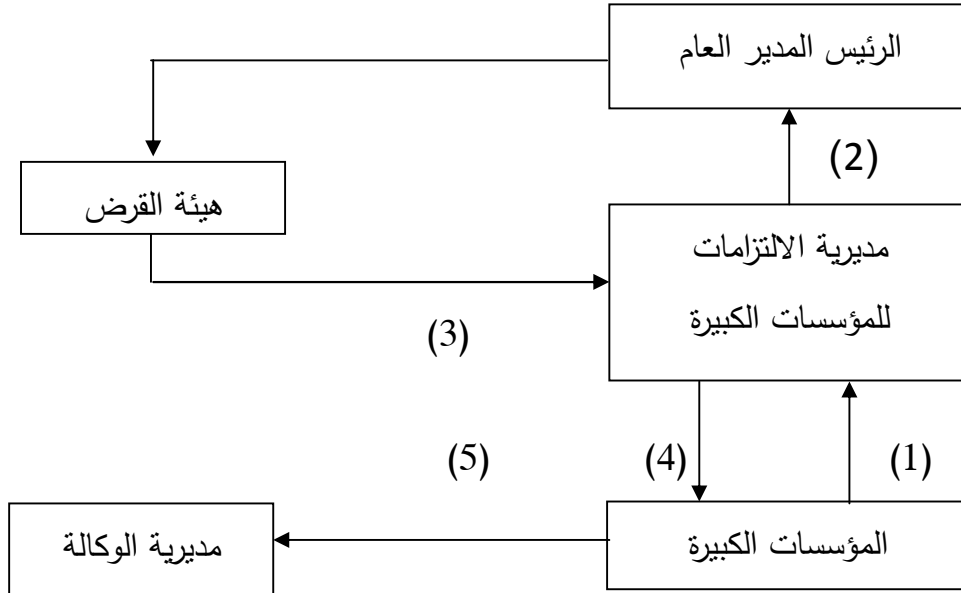 الرئيس المدير العام
(2)
هيئة القرض
مديرية الالتزامات
للمؤسسات الكبيرة
(3)
(1)
(4)
(5)
المؤسسات الكبيرة
مديرية الوكالة